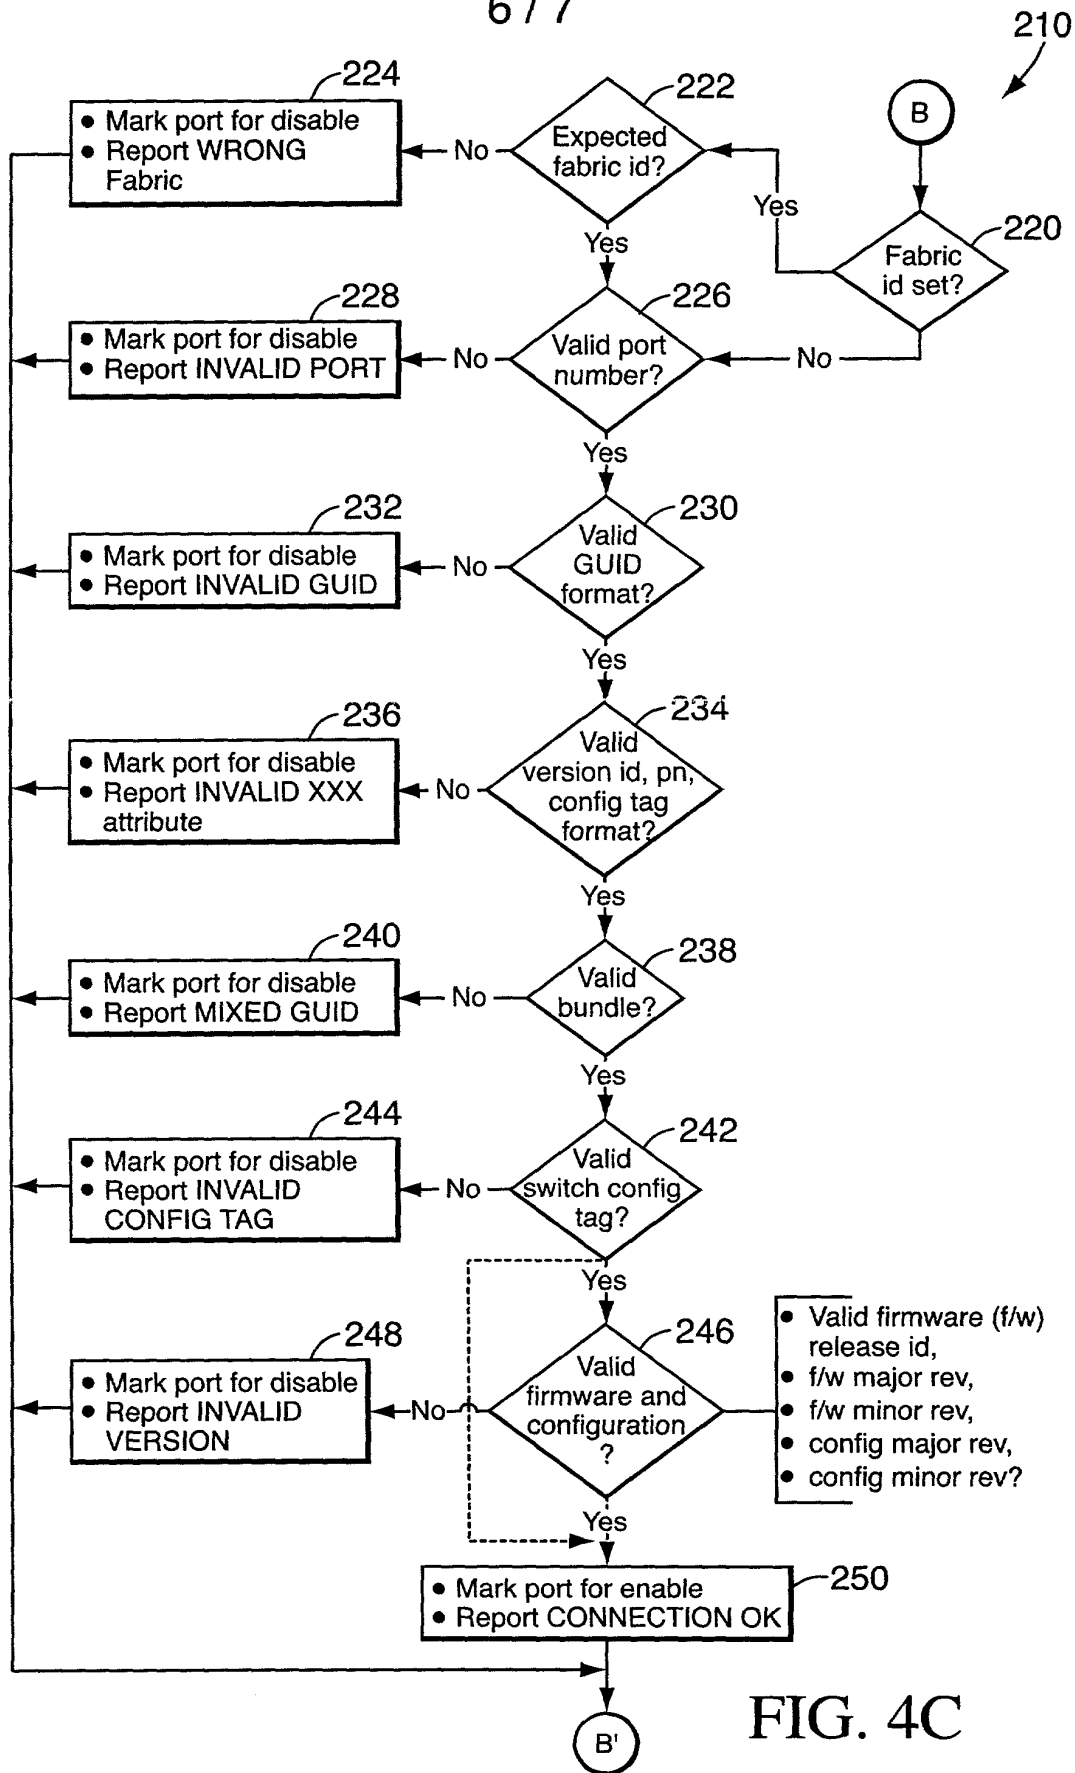 6/7
210
B
220
Fabric
id set?
Yes
No
222
Expected
fabric id?
No
224
• Mark port for disable
• Report WRONG
Fabric
Yes
226
Valid port
number?
No
228
• Mark port for disable
• Report INVALID PORT
Yes
230
Valid
GUID
format?
No
232
• Mark port for disable
• Report INVALID GUID
Yes
234
Valid
version id, pn,
config tag
format?
No
236
• Mark port for disable
• Report INVALID XXX
attribute
Yes
238
Valid
bundle?
No
240
• Mark port for disable
• Report MIXED GUID
Yes
242
Valid
switch config
tag?
No
244
• Mark port for disable
• Report INVALID
CONFIG TAG
Yes
246
Valid
firmware and
configuration
?
• Valid firmware (f/w)
release id,
• f/w major rev,
• f/w minor rev,
• config major rev,
• config minor rev?
No
248
• Mark port for disable
• Report INVALID
VERSION
Yes
250
• Mark port for enable
• Report CONNECTION OK
B'
FIG. 4C